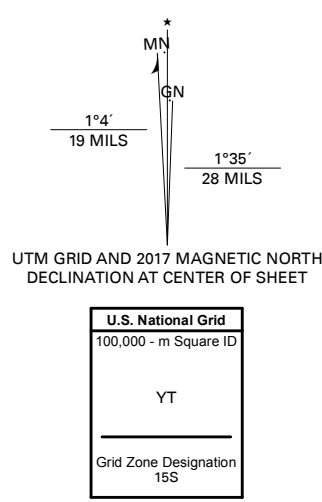 MN
GN
1°4´
19 MILS
1°35´
28 MILS
UTM GRID AND 2017 MAGNETIC NORTH
DECLINATION AT CENTER OF SHEET
U.S. National Grid
100,000 - m Square ID
YT
Grid Zone Designation
15S